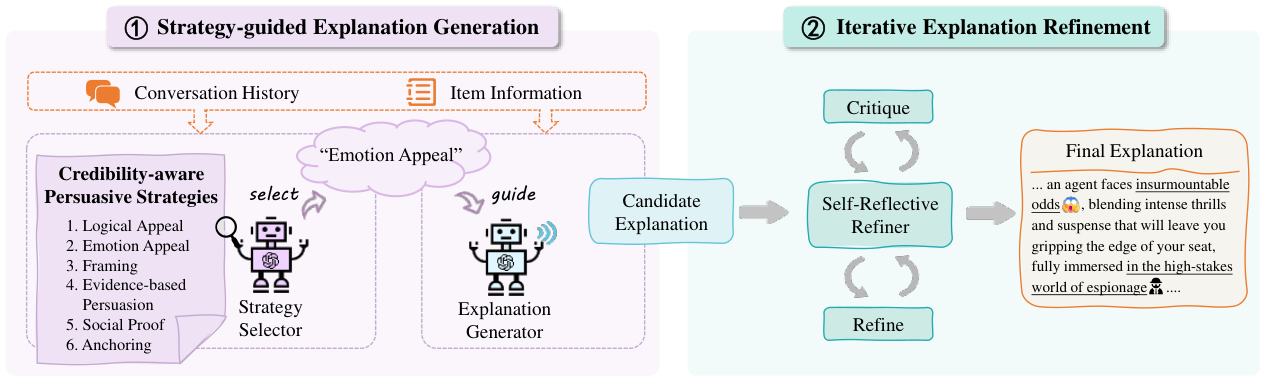 ① Strategy-guided Explanation Generation
Conversation History
Item Information
Credibility-aware
Persuasive Strategies
1. Logical Appeal
2. Emotion Appeal
3. Framing
4. Evidence-based
Persuasion
5. Social Proof
6. Anchoring
select
“Emotion Appeal”
guide
Strategy
Selector
Explanation
Generator
Candidate
Explanation
② Iterative Explanation Refinement
Critique
Self-Reflective
Refiner
Refine
Final Explanation
... an agent faces insurmountable
odds😱, blending intense thrills
and suspense that will leave you
gripping the edge of your seat,
fully immersed in the high-stakes
world of espionage🕵 ....